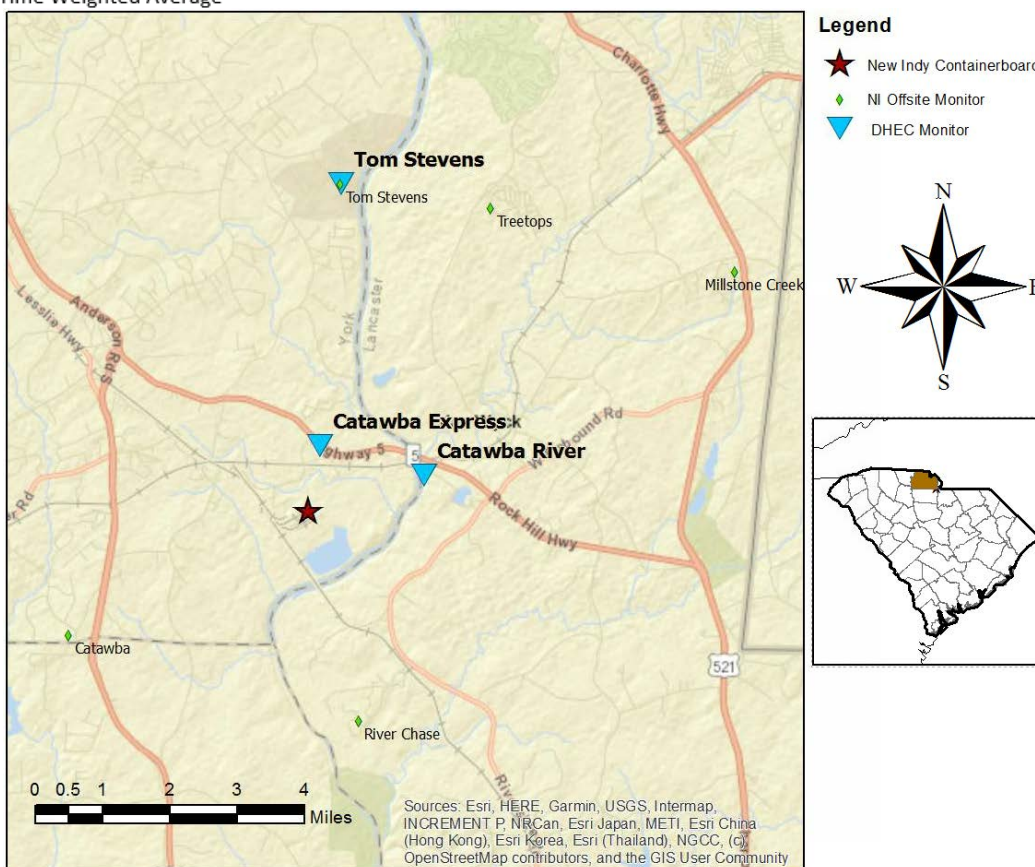 Time Weighted Average
Legend
New Indy Containerboard
NI Offsite Monitor
DHEC Monitor
Charlotte Hwy
Tom Stevens
Tom Stevens
Treetops
Millstone Creek
N
W
E
S
York
Lancaster
Lesslie Hwy
Anderson Rd S
Catawba Express
Highway 5
5
Catawba River
Rock Hill Hwy
521
Catawba
River Chase
0 0.5 1 2 3 4
Miles
Sources: Esri, HERE, Garmin, USGS, Intermap,
INCREMENT P, NRCan, Esri Japan, METI, Esri China
(Hong Kong), Esri Korea, Esri (Thailand), NGCC, (c)
OpenStreetMap contributors, and the GIS User Community